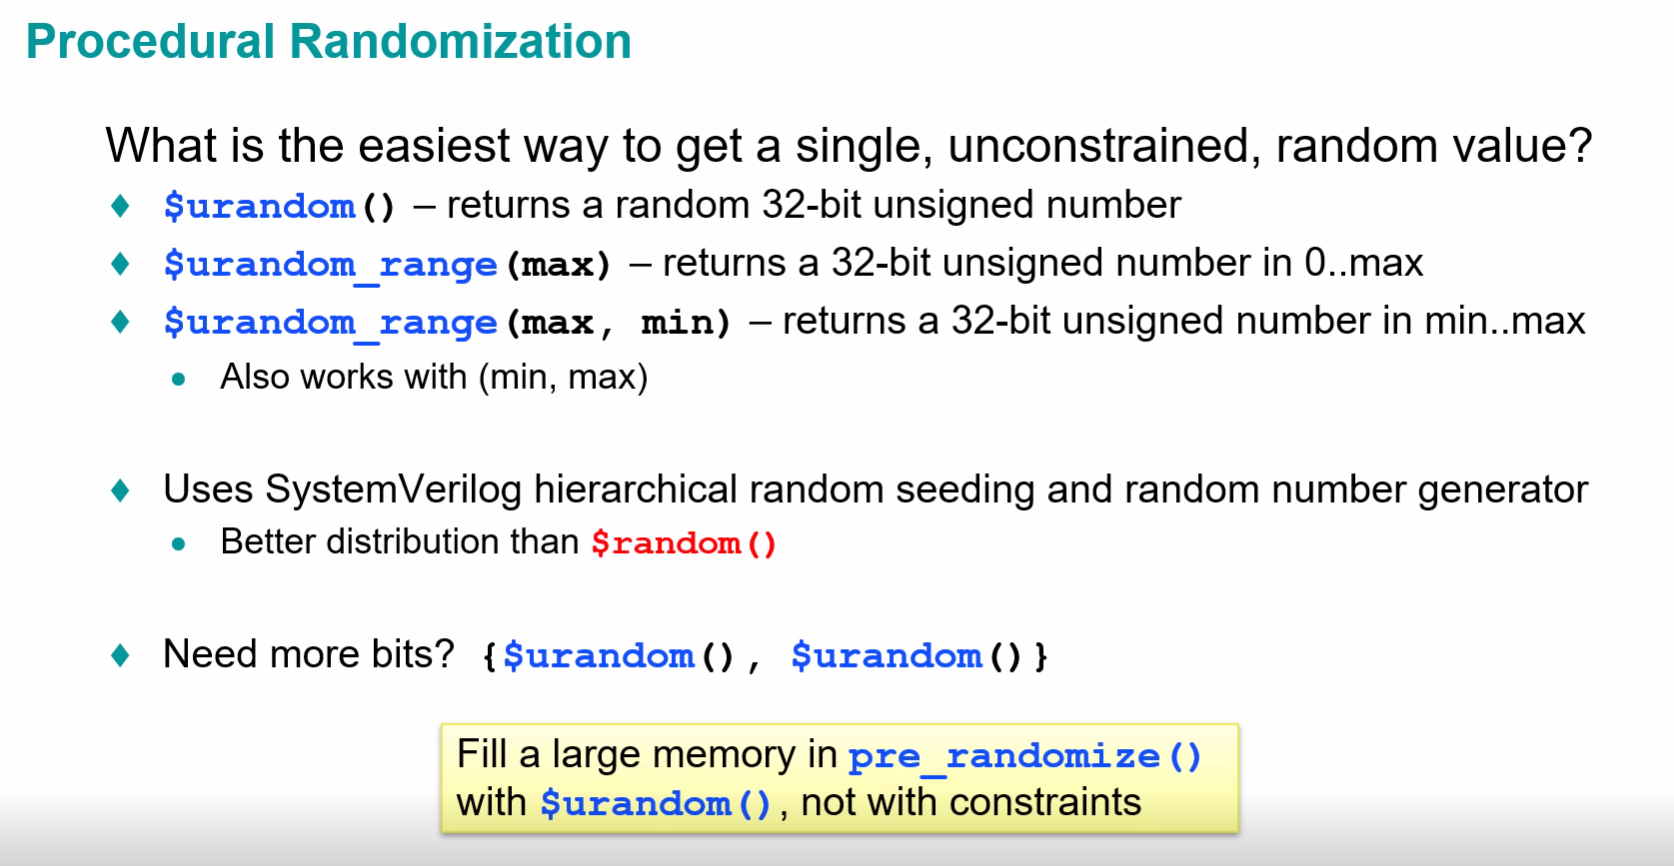 Procedural Randomization
What is the easiest way to get a single, unconstrained, random value?
♦ $urandom() – returns a random 32-bit unsigned number
♦ $urandom_range(max) – returns a 32-bit unsigned number in 0..max
♦ $urandom_range(max, min) – returns a 32-bit unsigned number in min..max
• Also works with (min, max)
♦ Uses SystemVerilog hierarchical random seeding and random number generator
• Better distribution than $random()
♦ Need more bits? {$urandom(), $urandom()}
Fill a large memory in pre_randomize()
with $urandom(), not with constraints